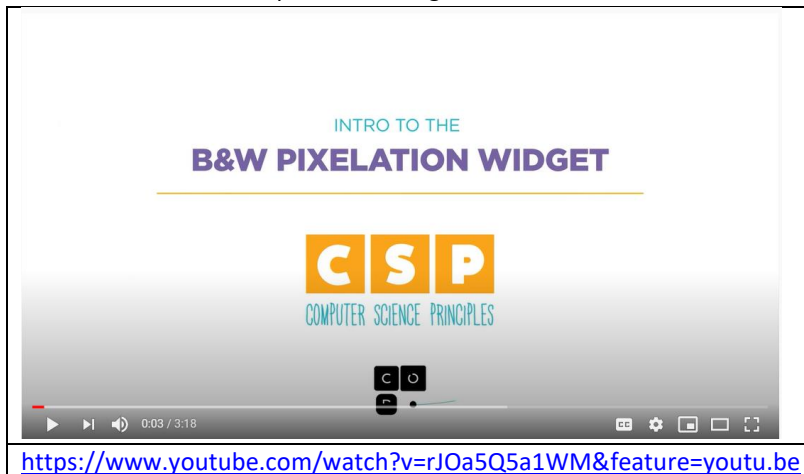 INTRO TO THE
B&W PIXELATION WIDGET
C S P
COMPUTER SCIENCE PRINCIPLES
C O
0:03 / 3:18
CC
https://www.youtube.com/watch?v=rJOa5Q5a1WM&feature=youtu.be